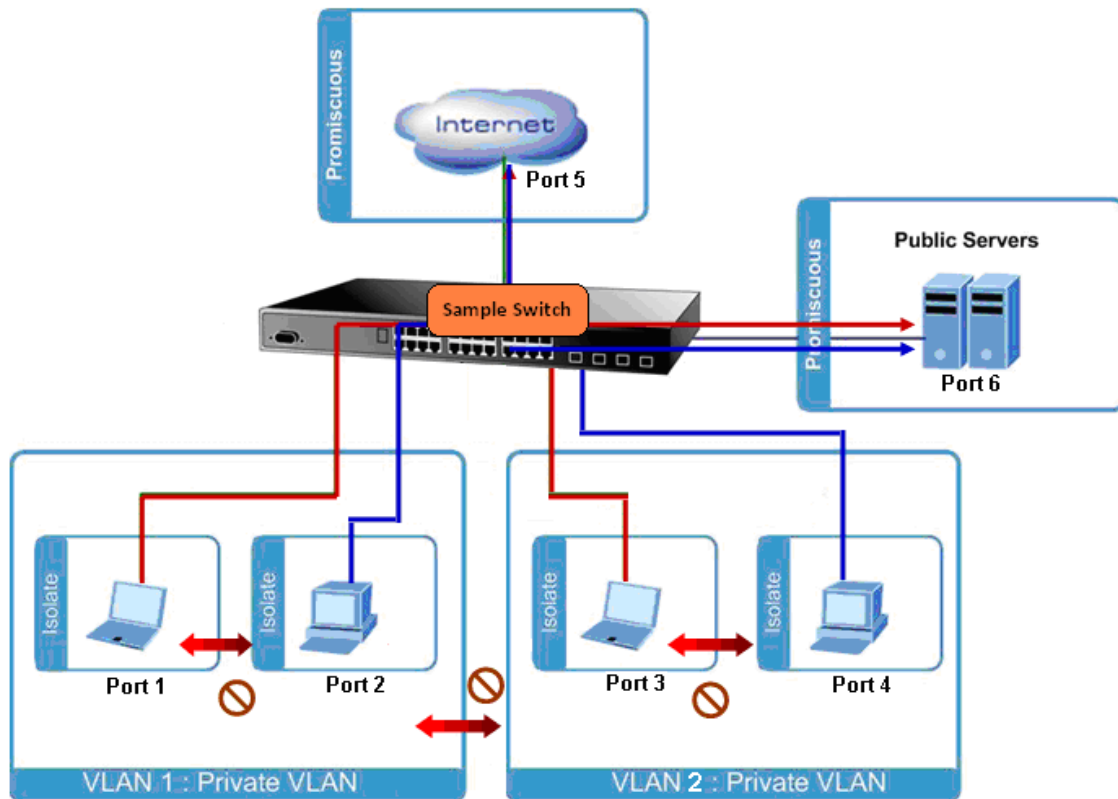 Promiscuous
Internet
Port 5
Promiscuous
Public Servers
Port 6
Sample Switch
Isolate
Port 1
Isolate
Port 2
Isolate
Port 3
Isolate
Port 4
VLAN 1 : Private VLAN
VLAN 2 : Private VLAN